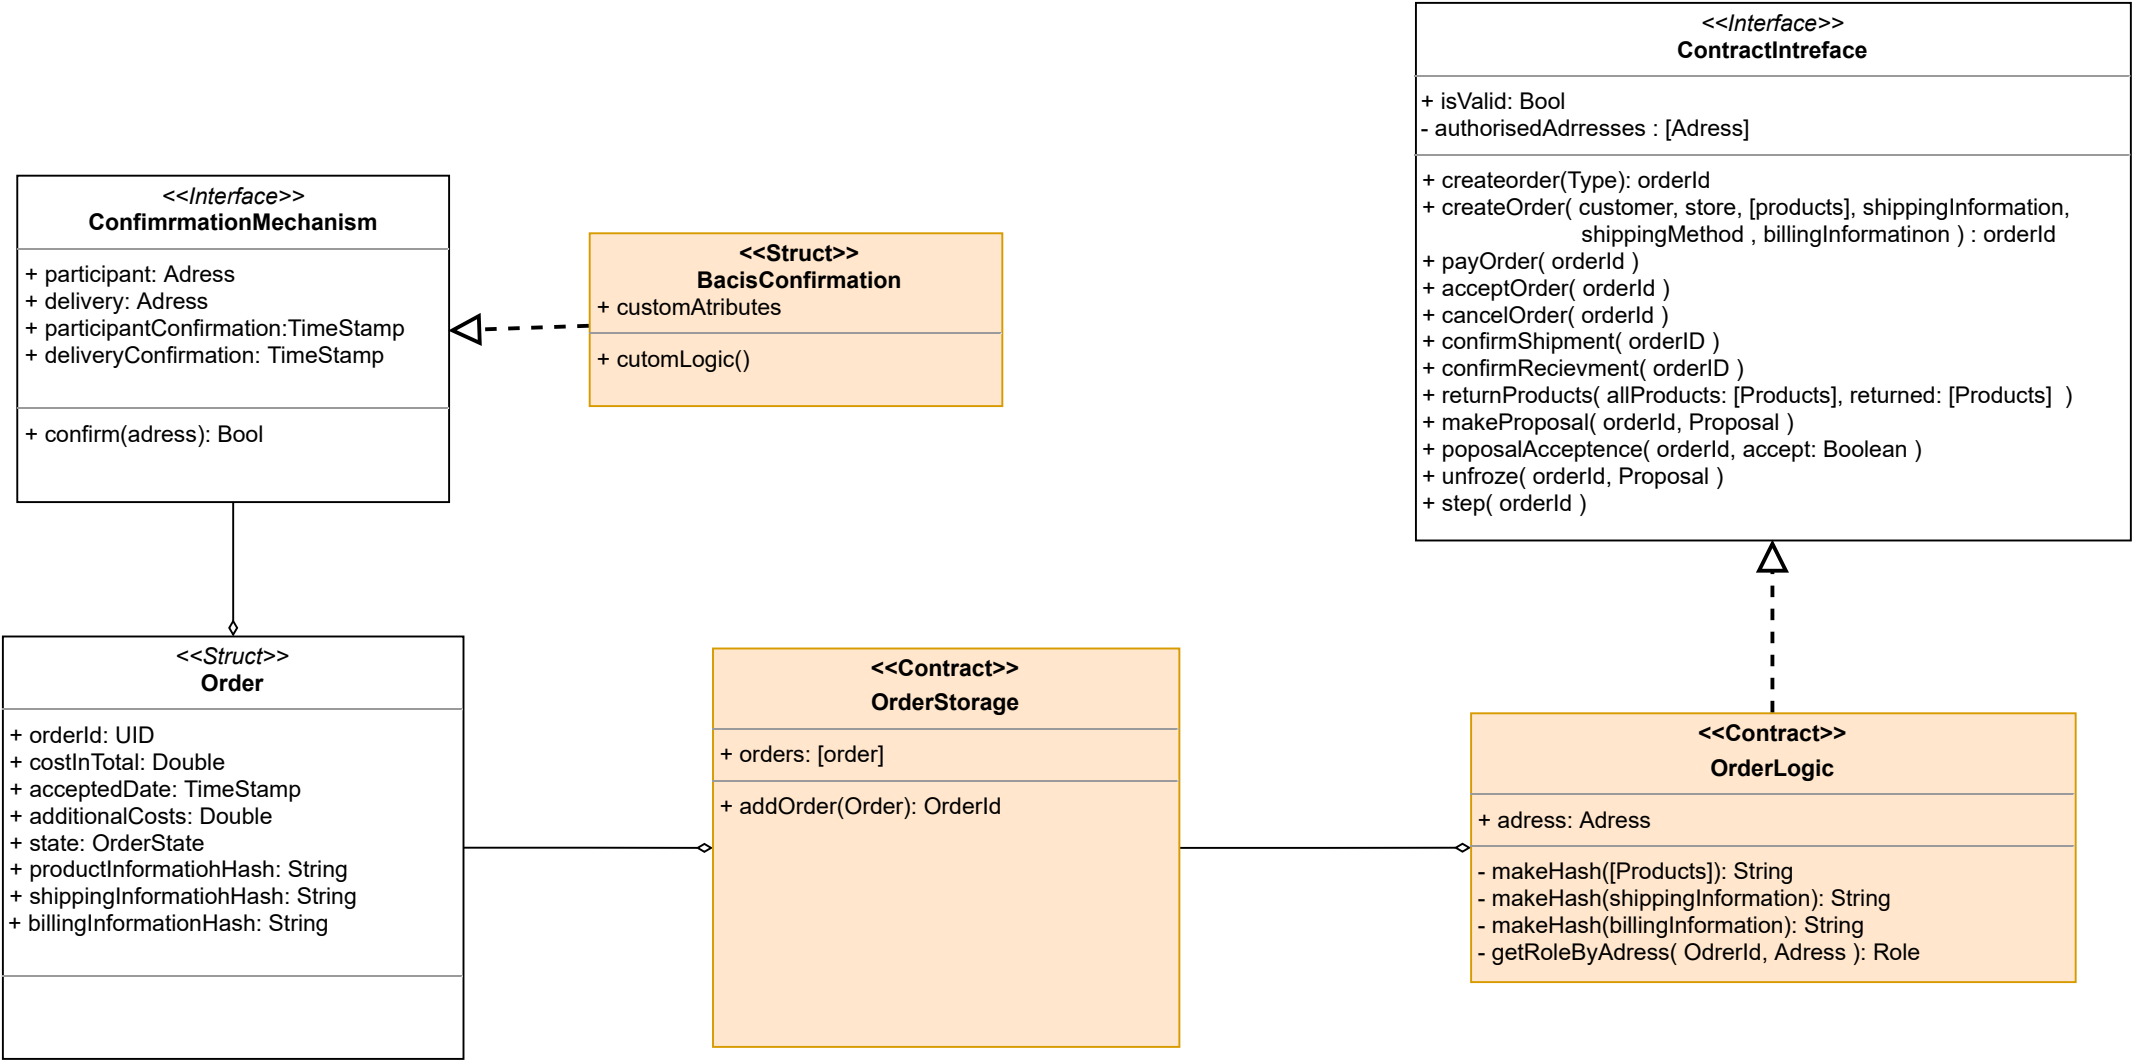 <<Interface>>
ContractIntreface
+ isValid: Bool
- authorisedAdrresses : [Adress]
+ createorder(Type): orderId
+ createOrder( customer, store, [products], shippingInformation,
shippingMethod , billingInformatinon ) : orderId
+ payOrder( orderId )
+ acceptOrder( orderId )
+ cancelOrder( orderId )
+ confirmShipment( orderID )
+ confirmRecievment( orderID )
+ returnProducts( allProducts: [Products], returned: [Products]  )
+ makeProposal( orderId, Proposal )
+ poposalAcceptence( orderId, accept: Boolean )
+ unfroze( orderId, Proposal )
+ step( orderId )
<<Interface>>
ConfimrmationMechanism
+ participant: Adress
+ delivery: Adress
+ participantConfirmation:TimeStamp
+ deliveryConfirmation: TimeStamp
+ confirm(adress): Bool
<<Struct>>
BacisConfirmation
+ customAtributes
+ cutomLogic()
<<Struct>>
Order
+ orderId: UID
+ costInTotal: Double
+ acceptedDate: TimeStamp
+ additionalCosts: Double
+ state: OrderState
+ productInformatiohHash: String
+ shippingInformatiohHash: String
+ billingInformationHash: String
<<Contract>>
OrderStorage
+ orders: [order]
+ addOrder(Order): OrderId
<<Contract>>
OrderLogic
+ adress: Adress
- makeHash([Products]): String
- makeHash(shippingInformation): String
- makeHash(billingInformation): String
- getRoleByAdress( OdrerId, Adress ): Role